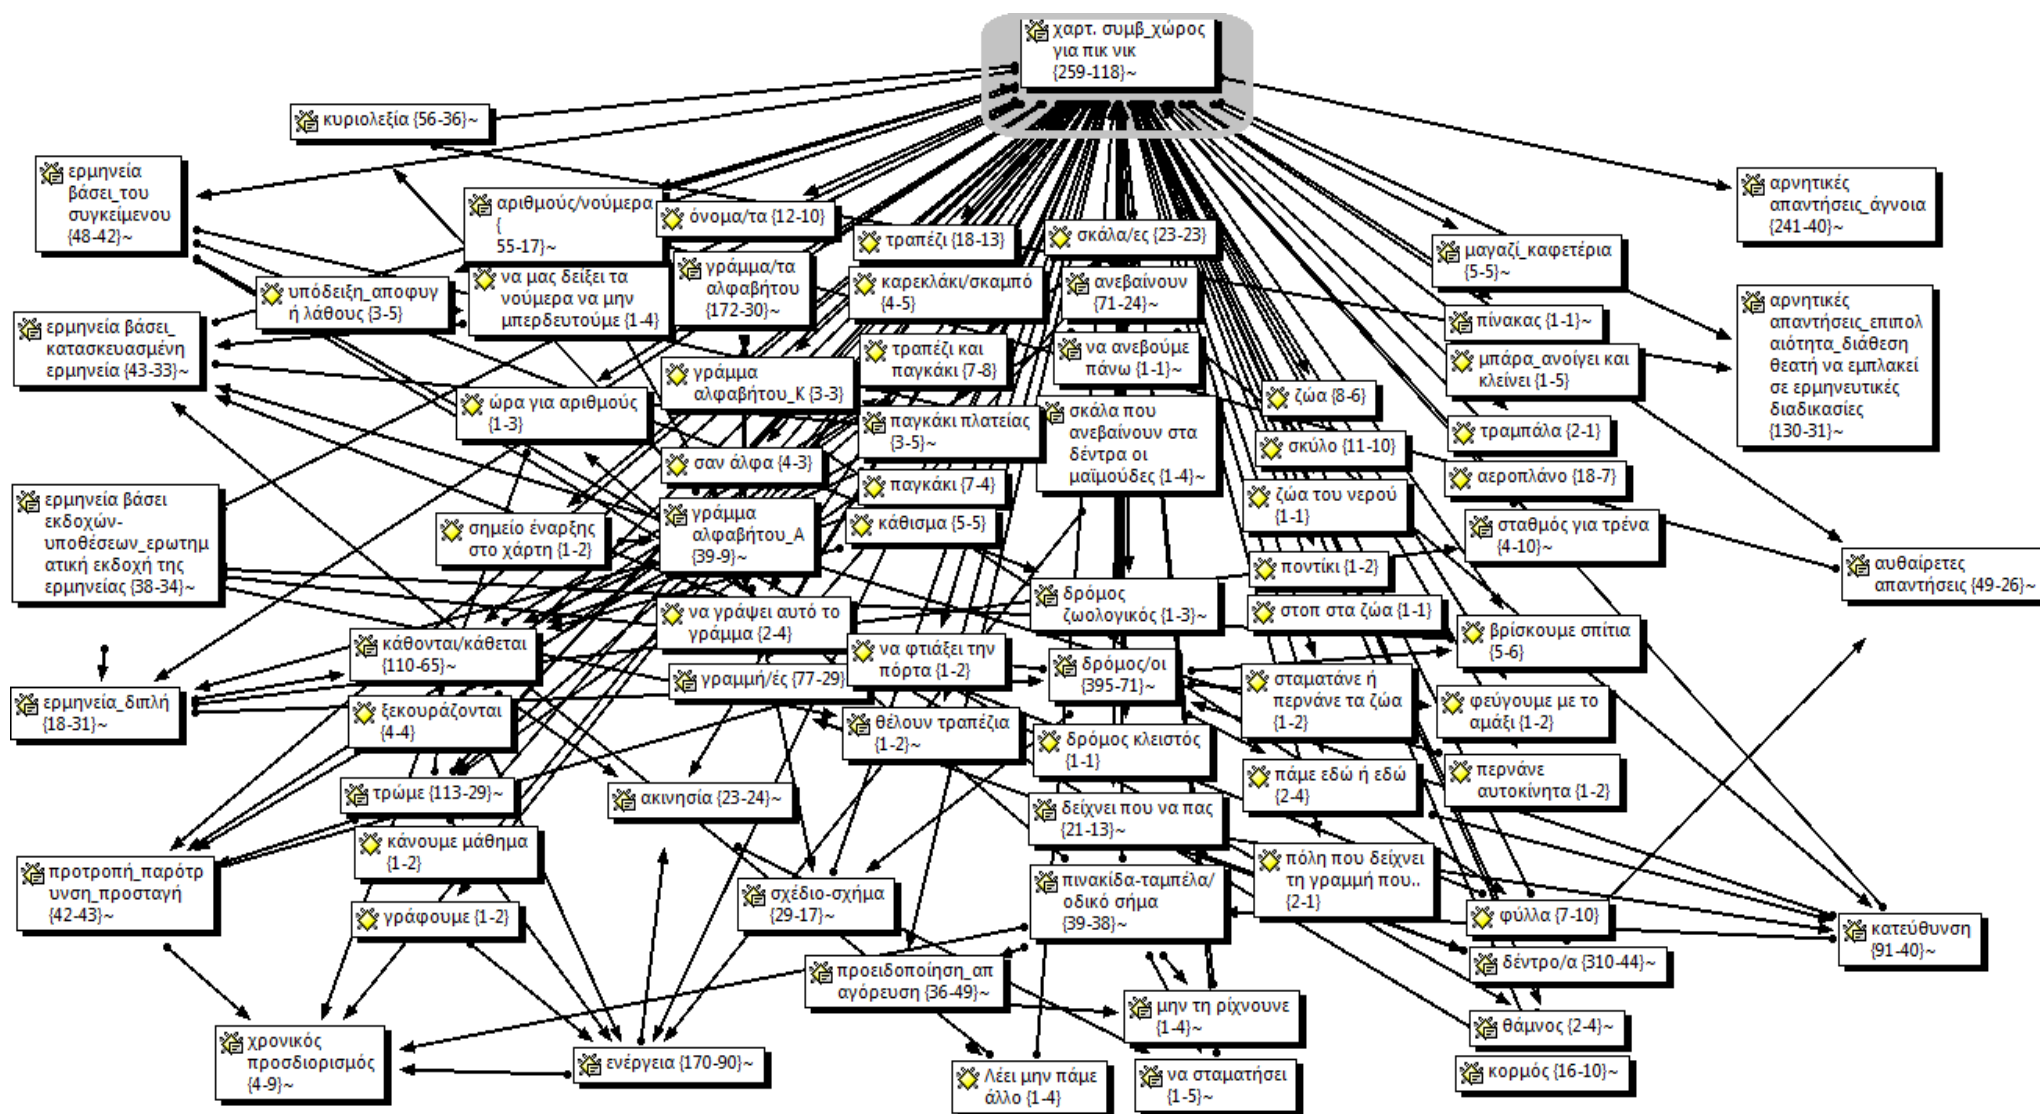 χαρτ. συμβ_χώρος
για πικ νικ
{259-118}~
κυριολεξία {56-36}~
ερμηνεία
βάσει_του
συγκείμενου
{48-42}~
αριθμούς/νούμερα
{
55-17}~
όνομα/τα {12-10}
τραπέζι {18-13}
σκάλα/ες {23-23}
μαγαζί_καφετέρια
{5-5}~
αρνητικές
απαντήσεις_άγνοια
{241-40}~
υπόδειξη_αποφυγ
ή λάθους {3-5}
να μας δείξει τα
νούμερα να μην
μπερδευτούμε {1-4}
γράμμα/τα
αλφαβήτου
{172-30}~
καρεκλάκι/σκαμπό
{4-5}
ανεβαίνουν
{71-24}~
πίνακας {1-1}~
αρνητικές
απαντήσεις_επιπολ
αιότητα_διάθεση
θεατή να εμπλακεί
σε ερμηνευτικές
διαδικασίες
{130-31}~
ερμηνεία βάσει_
κατασκευασμένη
ερμηνεία {43-33}~
ώρα για αριθμούς
{1-3}
γράμμα
αλφαβήτου_Κ {3-3}
τραπέζι και
παγκάκι {7-8}
να ανεβούμε
πάνω {1-1}~
μπάρα_ανοίγει και
κλείνει {1-5}
ζώα {8-6}
παγκάκι πλατείας
{3-5}~
σκάλα που
ανεβαίνουν στα
δέντρα οι
μαϊμούδες {1-4}~
τραμπάλα {2-1}
σκύλο {11-10}
σαν άλφα {4-3}
παγκάκι {7-4}
αεροπλάνο {18-7}
ζώα του νερού
{1-1}
ερμηνεία βάσει
εκδοχών-
υποθέσεων_ερωτημ
ατική εκδοχή της
ερμηνείας {38-34}~
σημείο έναρξης
στο χάρτη {1-2}
γράμμα
αλφαβήτου_Α
{39-9}~
κάθισμα {5-5}
σταθμός για τρένα
{4-10}~
αυθαίρετες
απαντήσεις {49-26}~
ποντίκι {1-2}
δρόμος
ζωολογικός {1-3}~
στοπ στα ζώα {1-1}
βρίσκουμε σπίτια
{5-6}
να γράψει αυτό το
γράμμα {2-4}
κάθονται/κάθεται
{110-65}~
να φτιάξει την
πόρτα {1-2}
δρόμος/οι
{395-71}~
γραμμή/ές {77-29}
σταματάνε ή
περνάνε τα ζώα
{1-2}
φεύγουμε με το
αμάξι {1-2}
ερμηνεία_διπλή
{18-31}~
ξεκουράζονται
{4-4}
θέλουν τραπέζια
{1-2}~
δρόμος κλειστός
{1-1}
πάμε εδώ ή εδώ
{2-4}
περνάνε
αυτοκίνητα {1-2}
τρώμε {113-29}~
ακινησία {23-24}~
δείχνει που να πας
{21-13}~
κάνουμε μάθημα
{1-2}
προτροπή_παρότρ
υνση_προσταγή
{42-43}~
πόλη που δείχνει
τη γραμμή που..
{2-1}
σχέδιο-σχήμα
{29-17}~
πινακίδα-ταμπέλα/
οδικό σήμα
{39-38}~
γράφουμε {1-2}
φύλλα {7-10}
κατεύθυνση
{91-40}~
δέντρο/α {310-44}~
προειδοποίηση_απ
αγόρευση {36-49}~
μην τη ρίχνουνε
{1-4}~
θάμνος {2-4}~
χρονικός
προσδιορισμός
{4-9}~
ενέργεια {170-90}~
Λέει μην πάμε
άλλο {1-4}
να σταματήσει
{1-5}~
κορμός {16-10}~